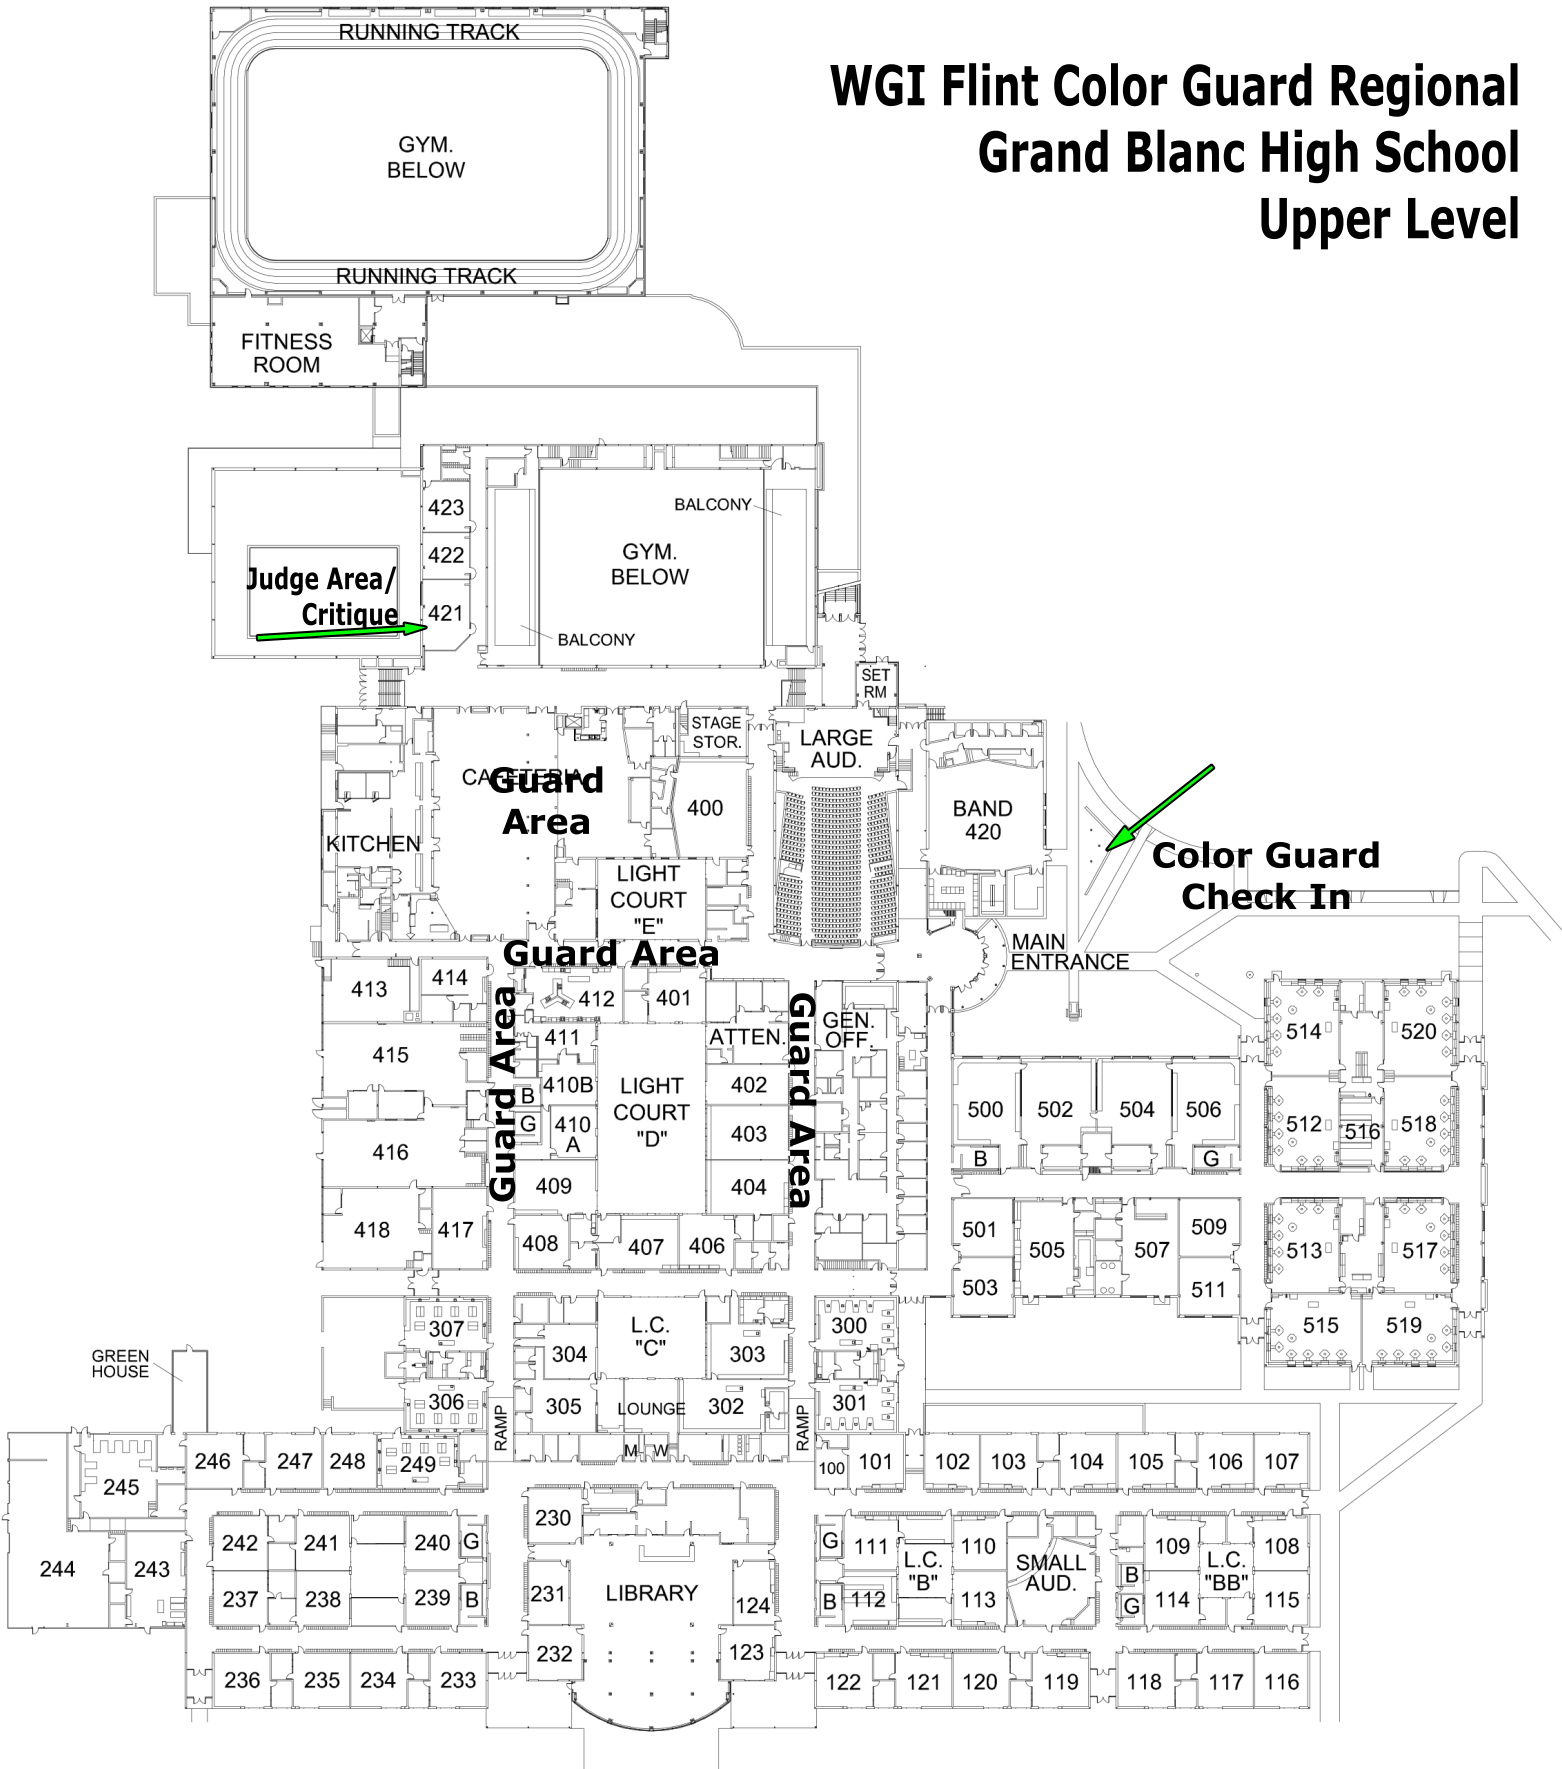 RUNNING TRACK
WGI Flint Color Guard Regional
Grand Blanc High School
Upper Level
GYM.
BELOW
RUNNING TRACK
FITNESS
ROOM
423
422
421
BALCONY
GYM.
BELOW
BALCONY
Judge Area/
Critique
SET
RM
STAGE
STOR.
LARGE
AUD.
CAFETERIA
Guard
Area
KITCHEN
400
BAND
420
Color Guard
Check In
LIGHT
COURT
"E"
MAIN
ENTRANCE
Guard Area
413
414
412
401
415
411
ATTEN.
GEN.
OFF.
Guard Area
Guard Area
410B
B
G
410
A
LIGHT
COURT
"D"
402
403
404
416
409
418
417
408
407
406
500
502
504
506
B
G
514
520
512
516
518
501
505
507
509
503
511
513
517
515
519
307
306
304
305
L.C.
"C"
303
LOUNGE
302
300
301
RAMP
RAMP
GREEN
HOUSE
M
W
246
247
248
249
245
244
243
242
241
240
G
237
238
239
B
236
235
234
233
230
231
232
LIBRARY
124
123
100
101
102
103
104
105
106
107
G
111
L.C.
"B"
110
SMALL
AUD.
B
112
113
B
G
109
L.C.
"BB"
108
114
115
122
121
120
119
118
117
116